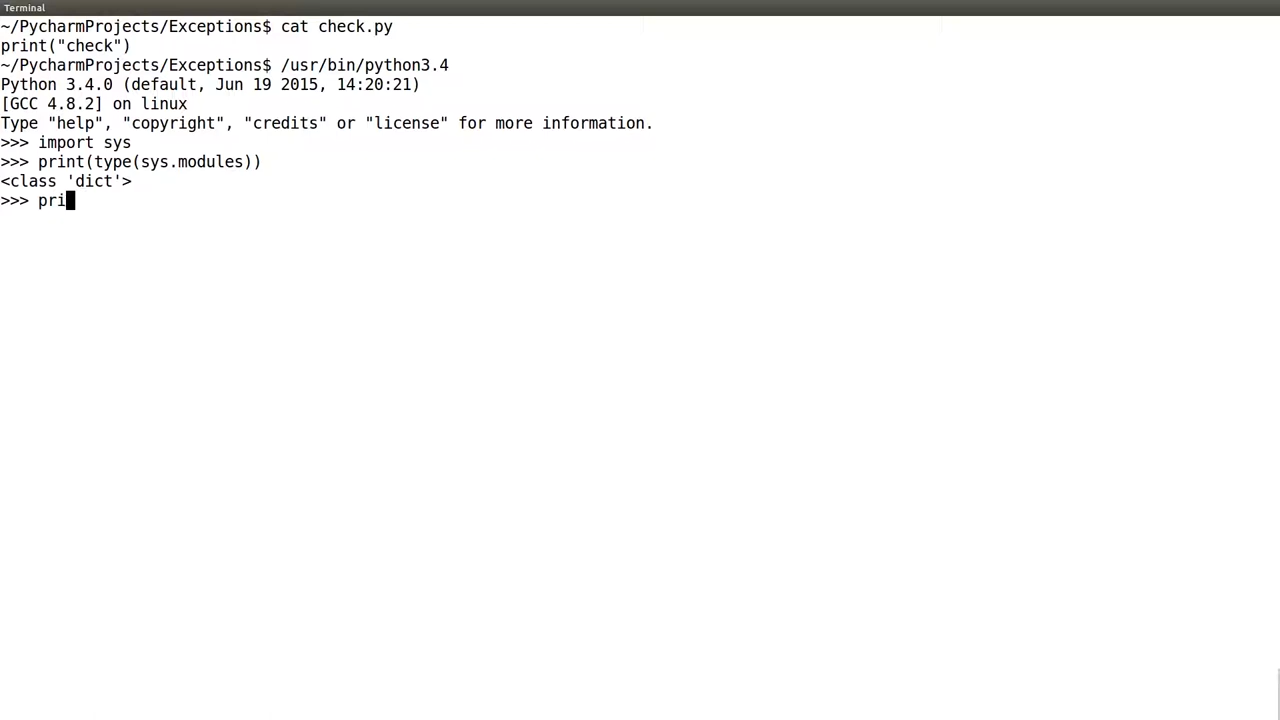 Terminal
~/PycharmProjects/Exceptions$ cat check.py
print("check")
~/PycharmProjects/Exceptions$ /usr/bin/python3.4
Python 3.4.0 (default, Jun 19 2015, 14:20:21)
[GCC 4.8.2] on linux
Type "help", "copyright", "credits" or "license" for more information.
>>> import sys
>>> print(type(sys.modules))
<class 'dict'>
>>> pri